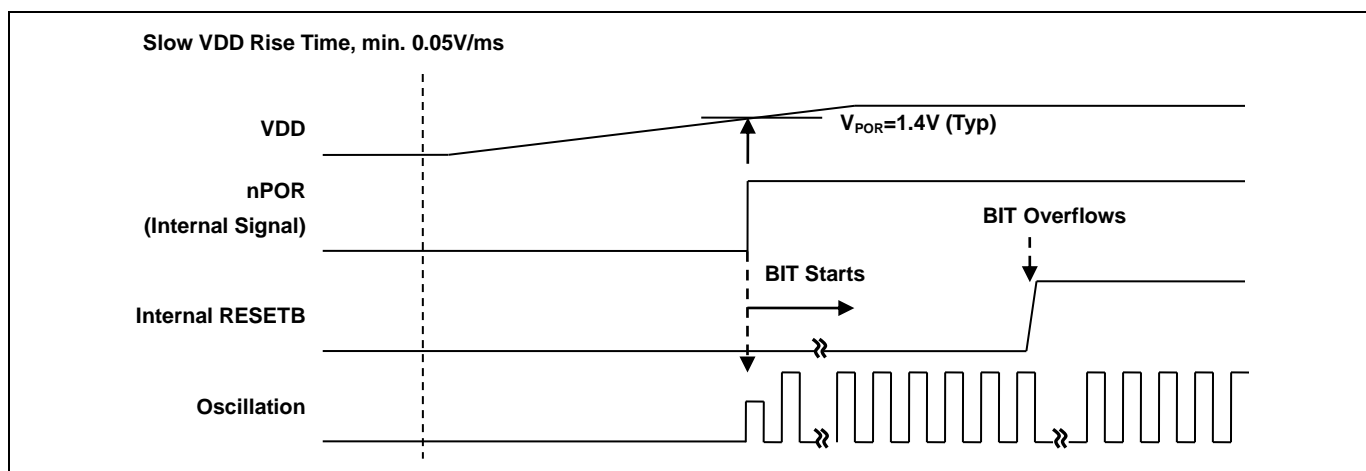 Slow VDD Rise Time, min. 0.05V/ms
VDD
VPOR=1.4V (Typ)
nPOR
(Internal Signal)
BIT Overflows
BIT Starts
Internal RESETB
Oscillation